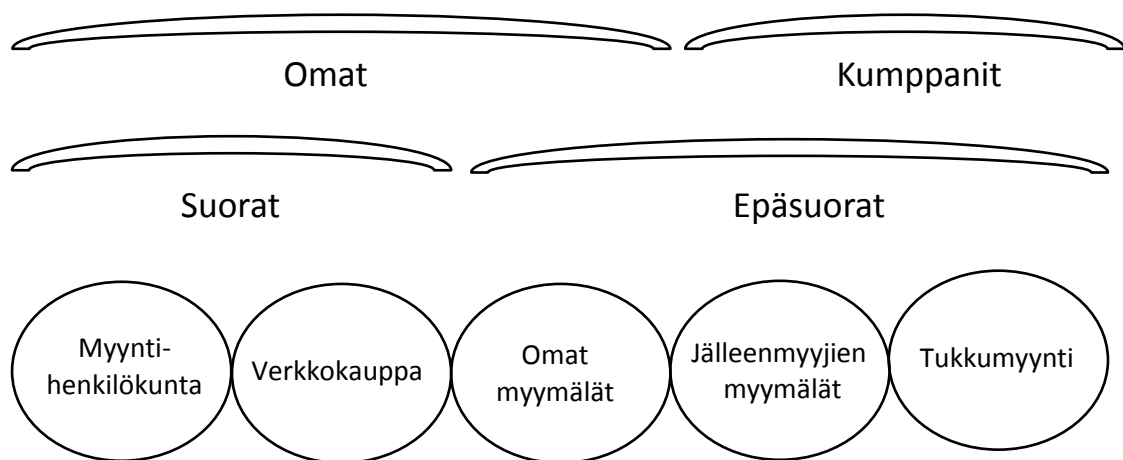 Omat
Kumppanit
Suorat
Epäsuorat
Myynti-
henkilökunta
Verkkokauppa
Omat
myymälät
Jälleenmyyjien
myymälät
Tukkumyynti